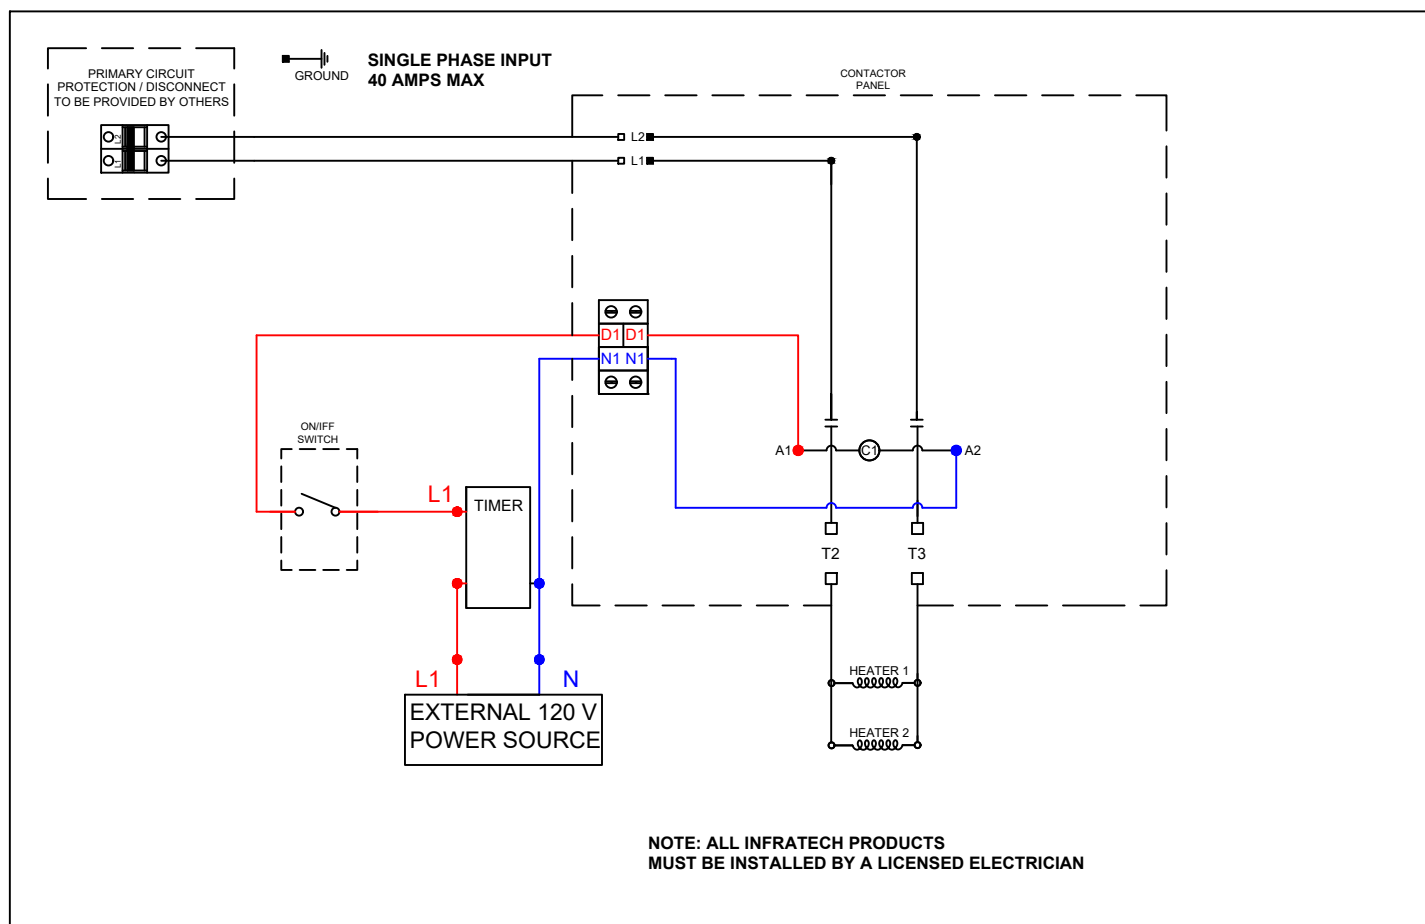 PRIMARY CIRCUIT
PROTECTION / DISCONNECT
TO BE PROVIDED BY OTHERS
L2
L1
GROUND
SINGLE PHASE INPUT
40 AMPS MAX
CONTACTOR
PANEL
L2
L1
D1 D1
N1 N1
ON/IFF
SWITCH
A1
C1
A2
L1
TIMER
T2
T3
L1
N
EXTERNAL 120 V
POWER SOURCE
HEATER 1
HEATER 2
NOTE: ALL INFRATECH PRODUCTS
MUST BE INSTALLED BY A LICENSED ELECTRICIAN